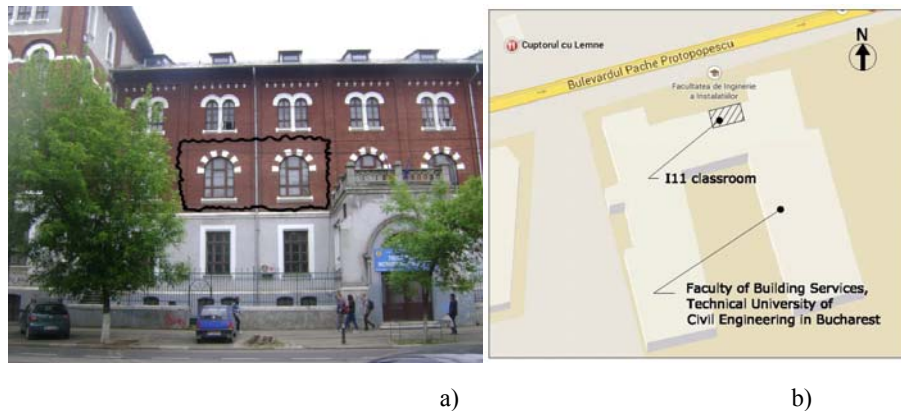 Cuptorul cu Lemne
Bulevardul Pache Protopopescu
N
Facultatea de Inginerie
a Instalatiilor
I11 classroom
Faculty of Building Services,
Technical University of
Civil Engineering in Bucharest
a)
b)